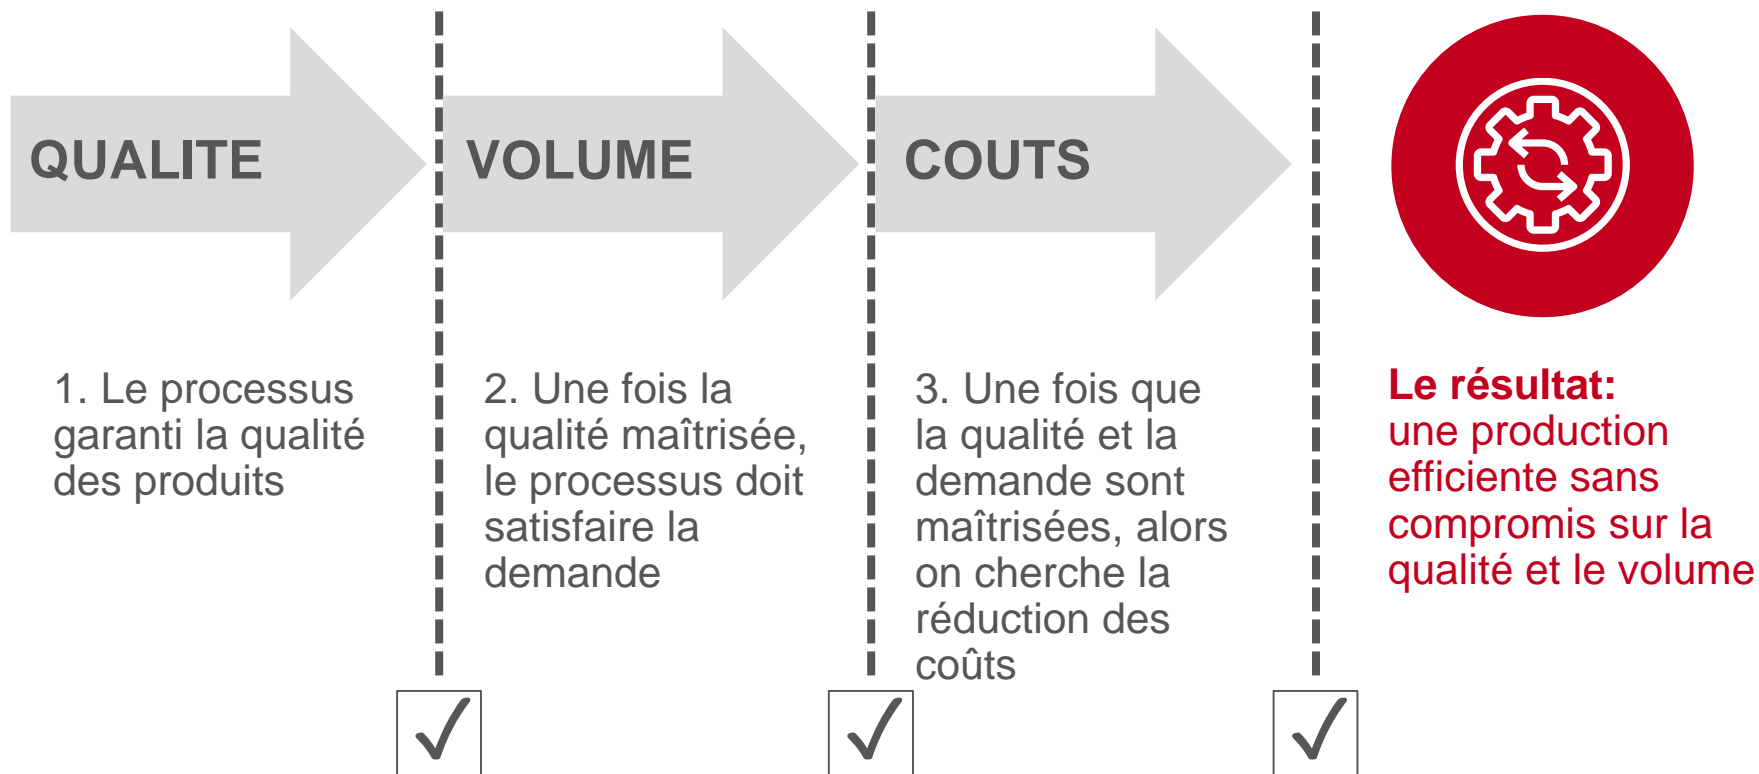 QUALITE
VOLUME
COUTS
1. Le processus
garanti la qualité
des produits
2. Une fois la
qualité maîtrisée,
le processus doit
satisfaire la
demande
3. Une fois que
la qualité et la
demande sont
maîtrisées, alors
on cherche la
réduction des
coûts
Le résultat:
une production
efficiente sans
compromis sur la
qualité et le volume